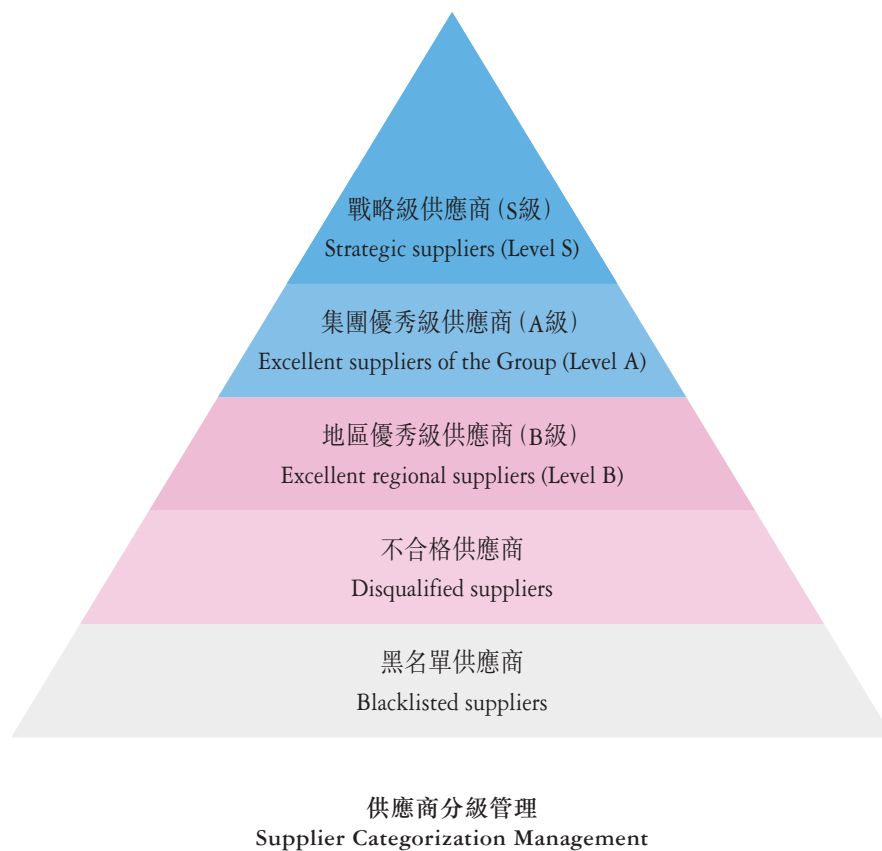 戰略級供應商（S級）
Strategic suppliers (Level S)
集團優秀級供應商（A級）
Excellent suppliers of the Group (Level A)
地區優秀級供應商（B級）
Excellent regional suppliers (Level B)
不合格供應商
Disqualified suppliers
黑名單供應商
Blacklisted suppliers
供應商分級管理
Supplier Categorization Management